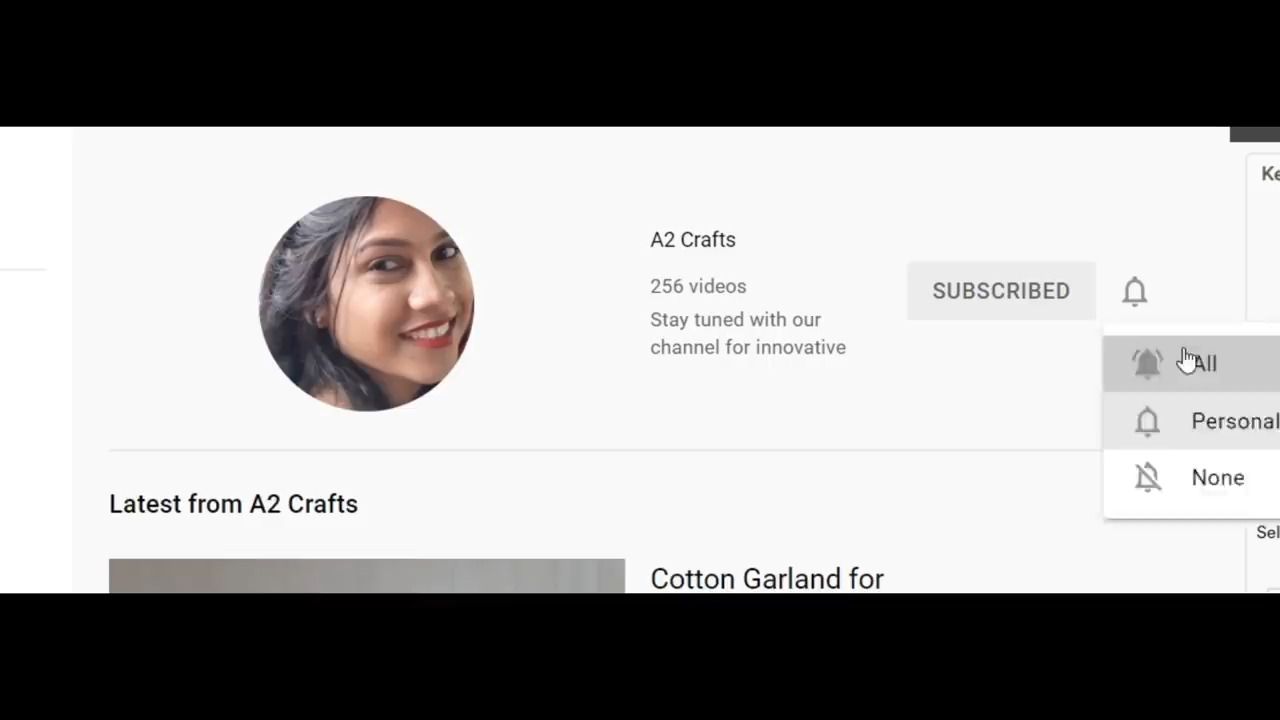 A2 Crafts
256 videos
Stay tuned with our
channel for innovative
SUBSCRIBED
All
Personal
None
Latest from A2 Crafts
Cotton Garland for